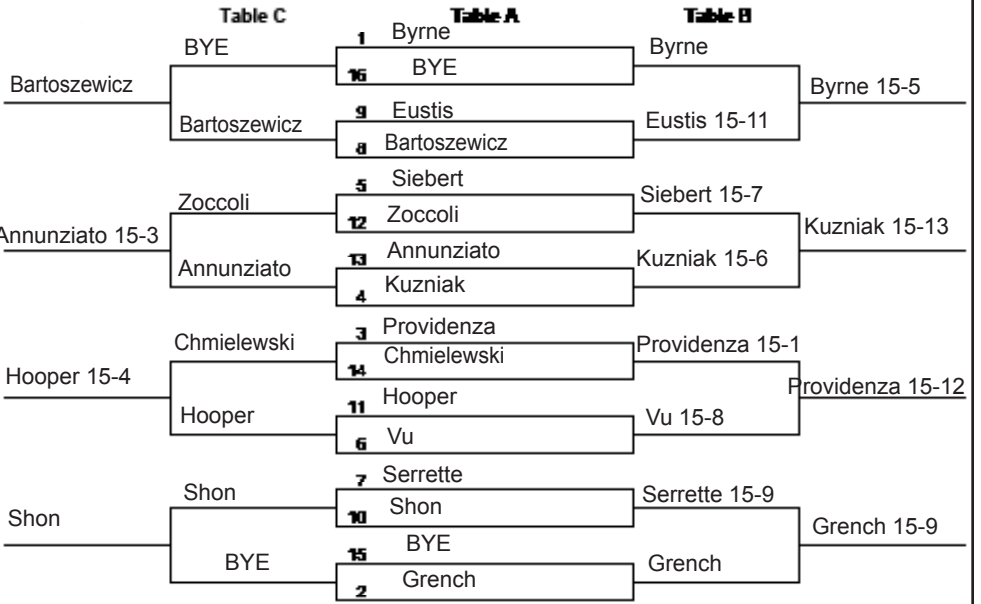 Table C Table A Table B
1 Byrne
BYE Byrne
16 BYE
Bartoszewicz Byrne 15-5
9 Eustis
Bartoszewicz Eustis 15-11
8 Bartoszewicz
5 Siebert
Zoccoli Siebert 15-7
12 Zoccoli
Annunziato 15-3 Kuzniak 15-13
13 Annunziato
Annunziato Kuzniak 15-6
4 Kuzniak
3 Providenza
Chmielewski Providenza 15-1
14 Chmielewski
Hooper 15-4 Providenza 15-12
11 Hooper
Hooper Vu 15-8
6 Vu
7 Serrette
Shon Serrette 15-9
10 Shon
Shon Grench 15-9
15 BYE
BYE Grench
2 Grench